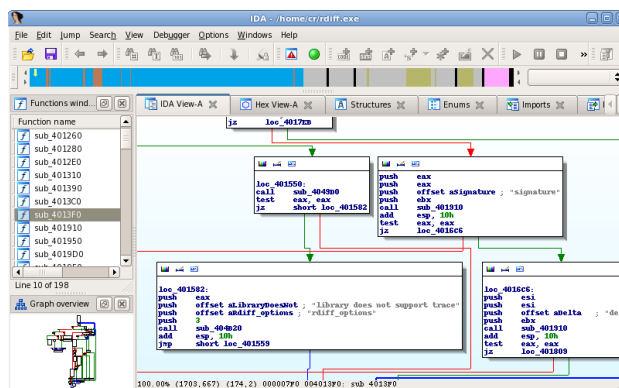 IDA - /home/cr/rdiff.exe
File Edit Jump Search View Debugger Options Windows Help
Functions wind...
IDA View-A
Hex View-A
Structures
Enums
Imports
Function name
sub_401260
sub_401280
sub_4012E0
sub_401310
sub_401390
sub_4013C0
sub_4013F0
sub_401910
sub_401950
sub_4019D0
Line 10 of 198
Graph overview
jz loc_4017EB
loc_401550:
call sub_4049D0
test eax, eax
jz short loc_401582
push eax
push eax
push offset aSignature ; "signature"
push ebx
call sub_401910
add esp, 10h
test eax, eax
jz loc_4016C6
loc_401582:
push eax
push offset aLibraryDoesNot ; "library does not support trace"
push offset aRdiff_options ; "rdiff_options"
push 3
call sub_404B20
add esp, 10h
jmp short loc_401559
loc_4016C6:
push esi
push esi
push offset aDelta ; "de
push ebx
call sub_401910
add esp, 10h
test eax, eax
jz loc_401809
100.00% (1703,667) (174,2) 000007F0 004013F0: sub_4013F0